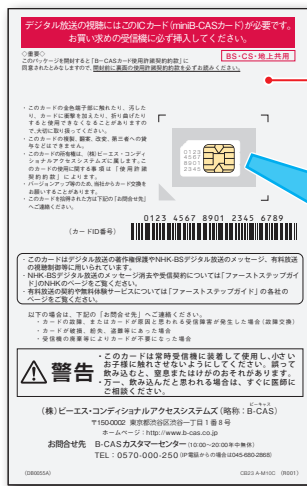 デジタル放送の視聴にはこのICカード(miniB-CASカード)が必要です。
お買い求めの受信機に必ず挿入してください。
◇重要◇
このパッケージを開封すると「B-CASカード使用許諾契約約款」に
同意されたとみなしますので、開封前に裏面の使用許諾契約約款を必ずお読みください。
BS・CS・地上共用
・このカードの金色端子部に触れたり、汚した
り、カードに衝撃を加えたり、折り曲げたり
すると使用できなくなることがありますの
で、大切に取り扱ってください。
・このカードの複製、翻案、改変、第三者への貸
与などはできません。
・このカードの所有権は、(株)ビーエス・コンディ
ショナルアクセスシステムズに属します。こ
のカードの使用に関する事項は「使用許諾
契約約款」によります。
・バージョンアップ等のため、当社からカード交換を
お願いすることがあります。
・このカードを拾得された方は下記の「お問合せ先」
へご連絡ください。
0123
4567
8901
2345
0123 4567 8901 2345 6789
(カードID番号)
・このカードはデジタル放送の著作権保護やNHK-BSデジタル放送のメッセージ、有料放送
の視聴制御等に用いられています。
・NHK-BSデジタル放送のメッセージ消去や受信契約については「ファーストステップガイ
ド」のNHKのページをご覧ください。
有料放送の契約や無料体験サービスについては「ファーストステップガイド」の各社の
ページをご覧ください。
以下の場合は、下記の「お問合せ先」へご連絡ください。
・カードの故障、またはカードが原因と思われる受信障害が発生した場合(故障交換)
・カードが破損、紛失、盗難等にあった場合
・受信機の廃棄等によりカードが不要になった場合
警告
・このカードは常時受信機に装着して使用し、小さい
お子様に触れさせないようにしてください。誤って
飲み込むと、窒息またはけがのおそれがあります。
・万一、飲み込んだと思われる場合は、すぐに医師に
ご相談ください。
(株)ビーエス・コンディショナルアクセスシステムズ(略称:B-CAS)
ビーキャス
〒150-0002 東京都渋谷区渋谷一丁目1番8号
ホームページ:http://www.b-cas.co.jp
お問合せ先 B-CASカスタマーセンター(10:00~20:00年中無休)
TEL:0570-000-250(IP電話からの場合は045-680-2868)
(DB0055A)
CB23 A-M10C (R001)